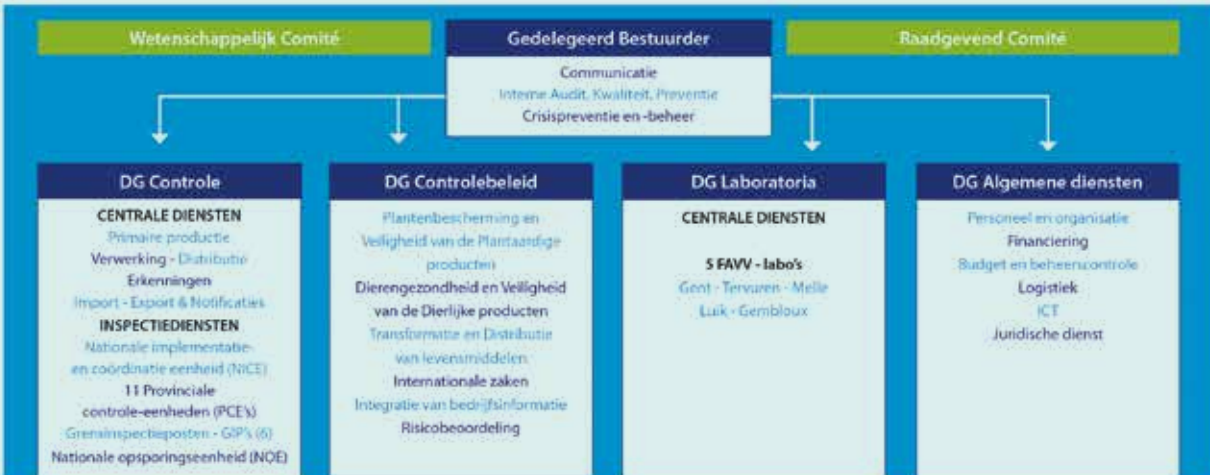 Wetenschappelijk Comité
Gedelegeerd Bestuurder
Raadgevend Comité
Communicatie
Interne Audit, Kwaliteit, Preventie
Crisispreventie en -beheer
DG Controle
CENTRALE DIENSTEN
Primaire productie
Verwerking - Distributie
Erkenningen
Import - Export & Notificaties
INSPECTIEDIENSTEN
Nationale implementatie-
en coördinatie eenheid (NICE)
11 Provinciale
controle-eenheden (PCE's)
Grensinspectieposten - GIP's (6)
Nationale opsporingseenheid (NOE)
DG Controlebeleid
Plantenbescherming en
Veiligheid van de Plantaardige
producten
Dierengezondheid en Veiligheid
van de Dierlijke producten
Transformatie en Distributie
van levensmiddelen
Internationale zaken
Integratie van bedrijfsinformatie
Risicobeoordeling
DG Laboratoria
CENTRALE DIENSTEN
5 FAVV - labo's
Gent - Tervuren - Melle
Luik - Gembloux
DG Algemene diensten
Personeel en organisatie
Financiering
Budget en beheerscontrole
Logistiek
ICT
Juridische dienst